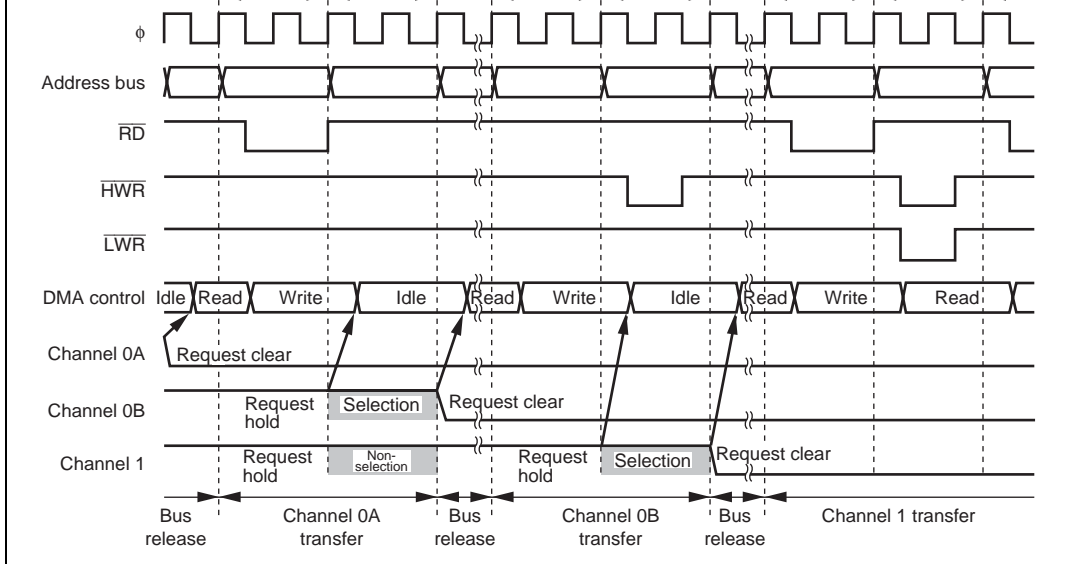 ϕ
Address bus
RD
HWR
LWR
DMA control Idle Read Write Idle Read Write Idle Read Write Read
Channel 0A Request clear
Channel 0B Request hold Selection Request clear
Channel 1 Request hold Non-selection Request hold Selection Request clear
Bus release
Channel 0A transfer
Bus release
Channel 0B transfer
Bus release
Channel 1 transfer